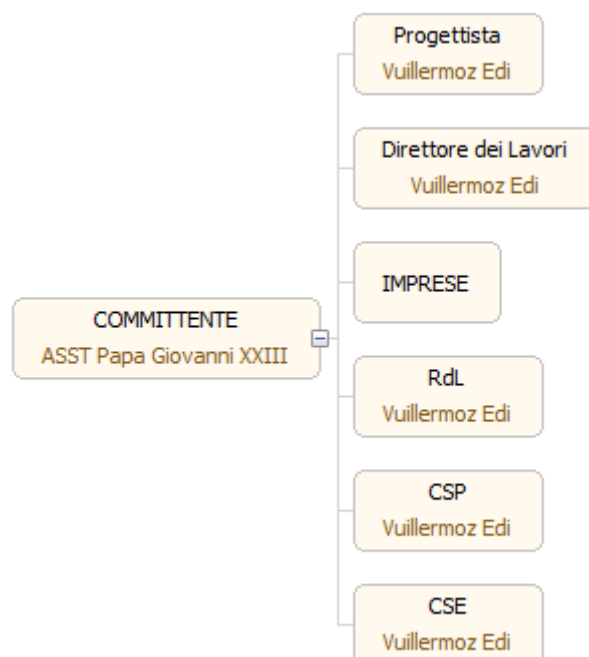 Progettista
Vuillermoz Edi
Direttore dei Lavori
Vuillermoz Edi
IMPRESE
COMMITTENTE
ASST Papa Giovanni XXIII
RdL
Vuillermoz Edi
CSP
Vuillermoz Edi
CSE
Vuillermoz Edi